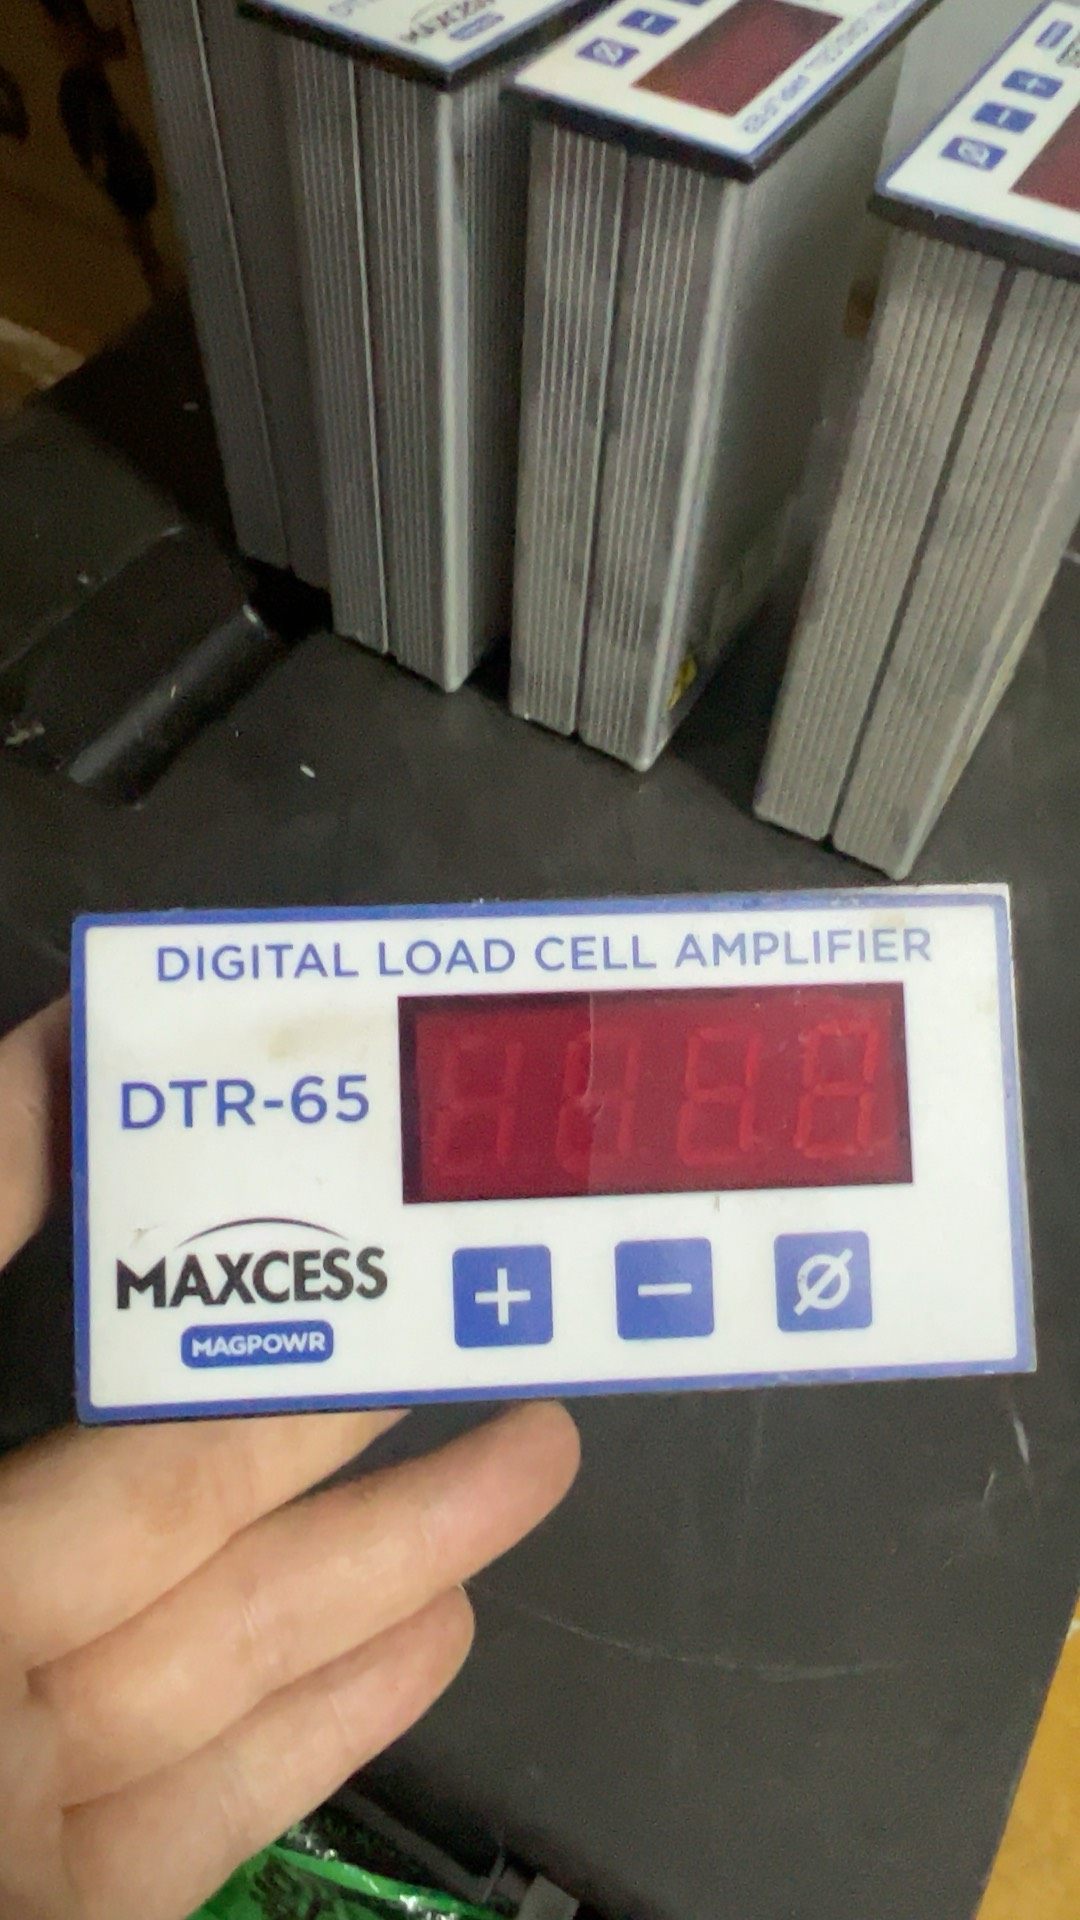 DIGITAL LOAD CELL AMPLIFIER
DTR-65
MAXCESS
MAGPOWR
+ − Ø